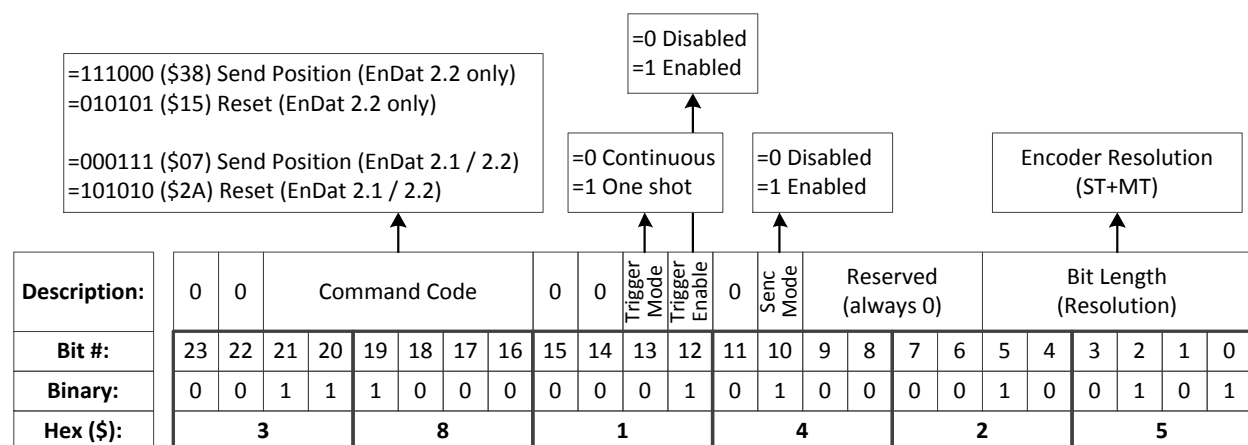 =0 Disabled
=1 Enabled
=111000 ($38) Send Position (EnDat 2.2 only)
=010101 ($15) Reset (EnDat 2.2 only)
=000111 ($07) Send Position (EnDat 2.1 / 2.2)
=101010 ($2A) Reset (EnDat 2.1 / 2.2)
=0 Continuous
=1 One shot
=0 Disabled
=1 Enabled
Encoder Resolution
(ST+MT)
Description: 0 0 Command Code 0 0 Trigger Mode Trigger Enable 0 Senc Mode Reserved (always 0) Bit Length (Resolution)
Bit #: 23 22 21 20 19 18 17 16 15 14 13 12 11 10 9 8 7 6 5 4 3 2 1 0
Binary: 0 0 1 1 1 0 0 0 0 0 0 1 0 1 0 0 0 0 1 0 0 1 0 1
Hex ($): 3 8 1 4 2 5